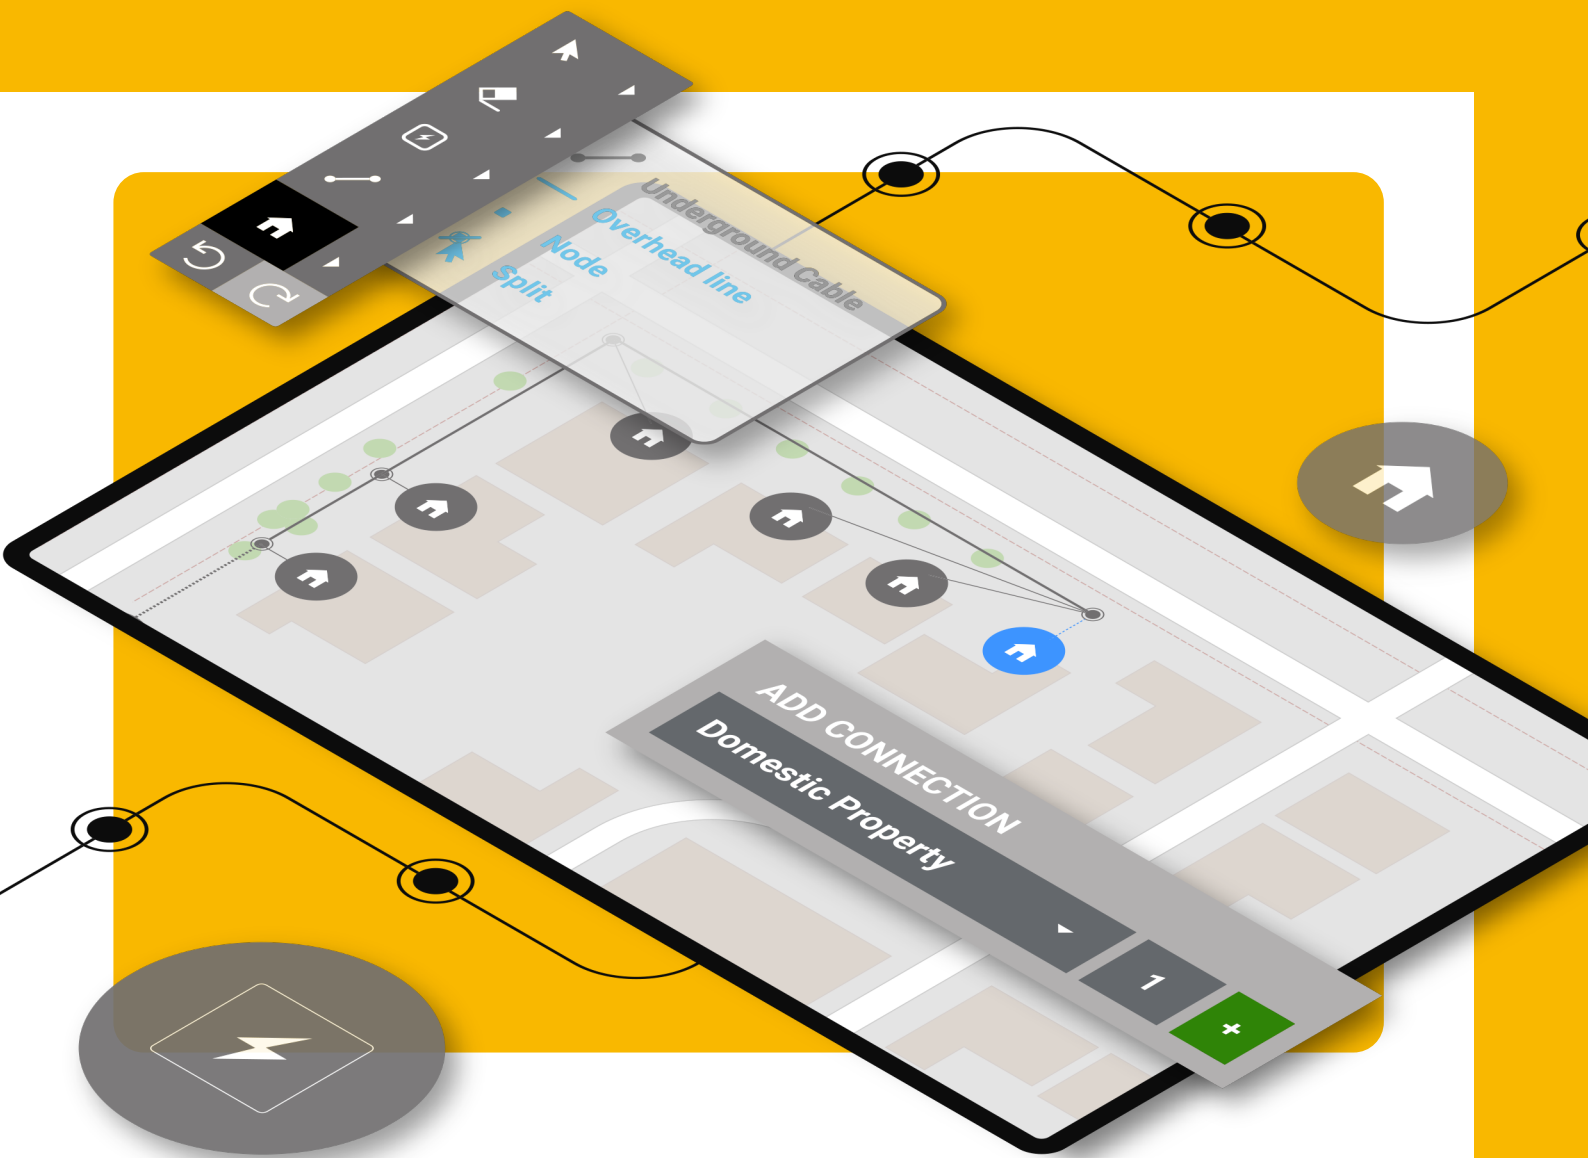 Underground Cable
Overhead line
Node
Split
ADD CONNECTION
Domestic Property
1
+